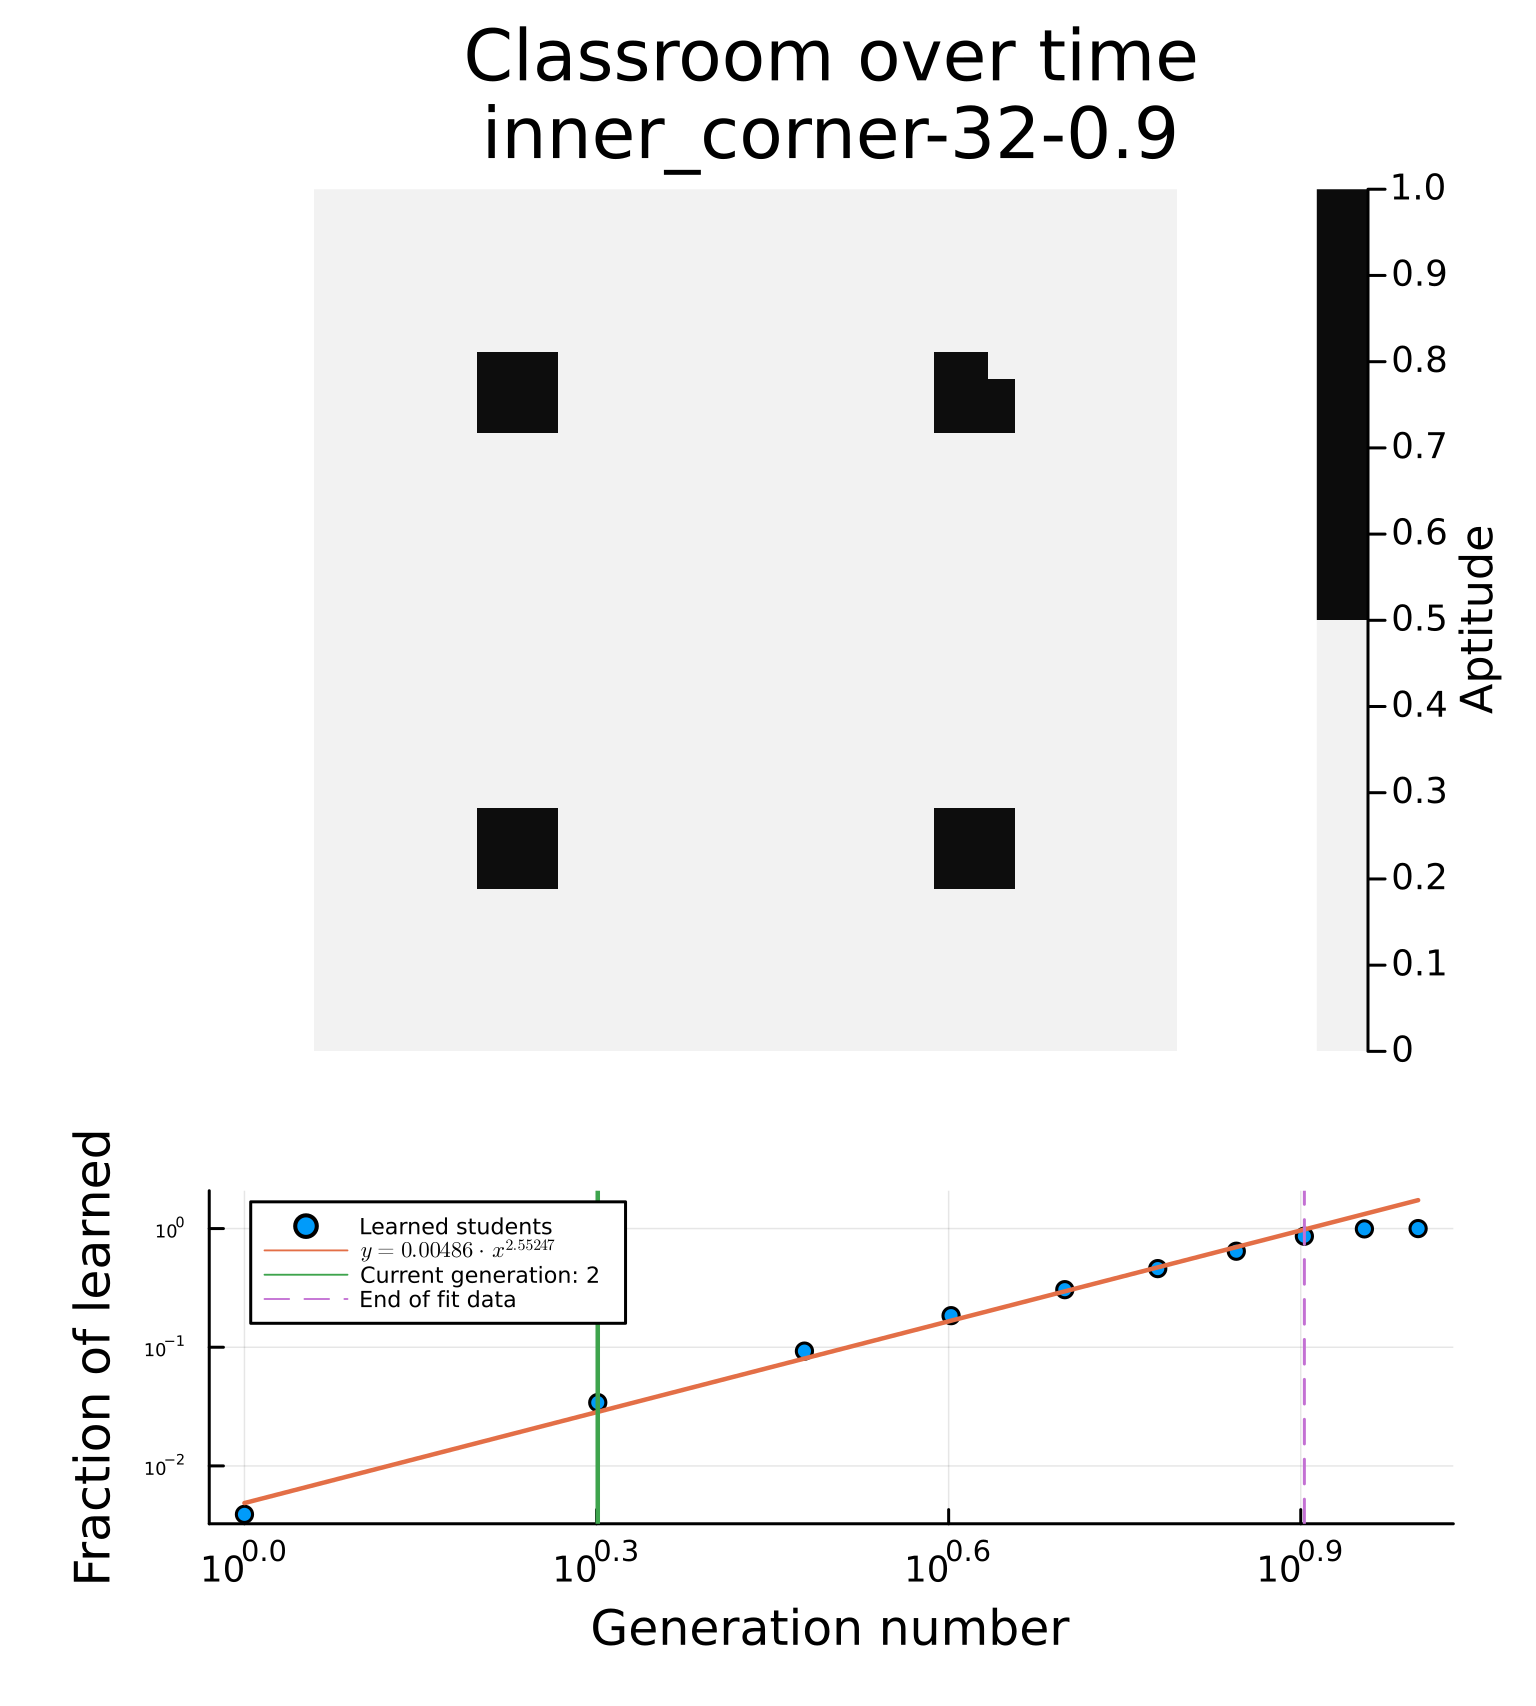 Classroom over time
inner_corner-32-0.9
1.0
0.9
0.8
0.7
0.6
0.5
0.4
0.3
0.2
0.1
0
Aptitude
Fraction of learned
10⁰
10⁻¹
10⁻²
Learned students
y = 0.00486 · x^2.55247
Current generation: 2
End of fit data
10^0.0 10^0.3 10^0.6 10^0.9
Generation number